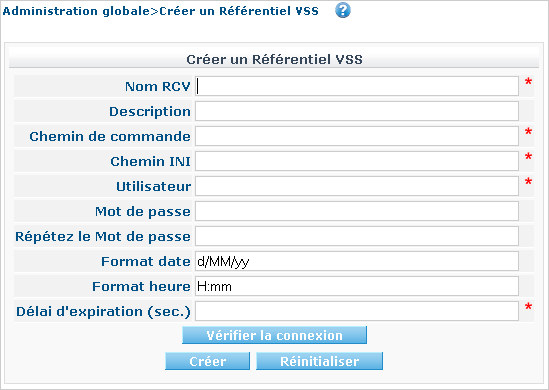 Administration globale>Créer un Référentiel VSS ?
Créer un Référentiel VSS
Nom RCV *
Description
Chemin de commande *
Chemin INI *
Utilisateur *
Mot de passe
Répétez le Mot de passe
Format date d/MM/yy
Format heure H:mm
Délai d'expiration (sec.) *
Vérifier la connexion
Créer Réinitialiser